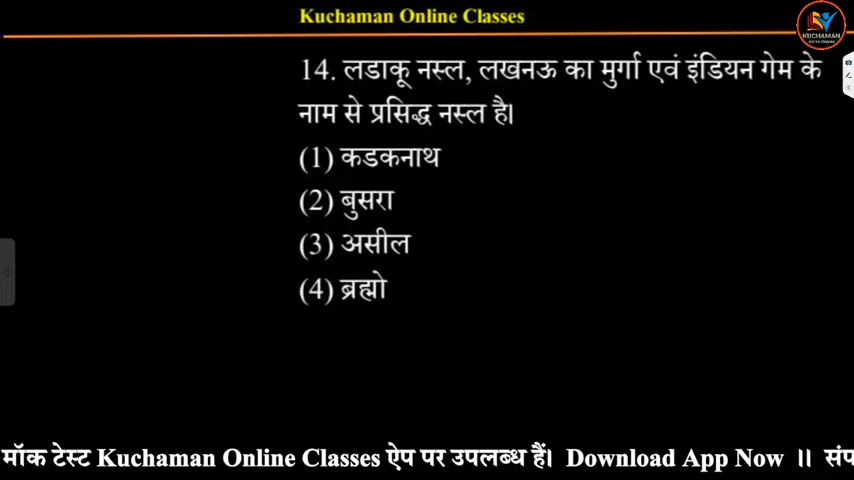 Kuchaman Online Classes
KUCHAMAN
14. लडाकू नस्ल, लखनऊ का मुर्गा एवं इंडियन गेम के
नाम से प्रसिद्ध नस्ल है।
(1) कडकनाथ
(2) बुसरा
(3) असील
(4) ब्रह्मो
मॉक टेस्ट Kuchaman Online Classes ऐप पर उपलब्ध हैं। Download App Now ॥ संप